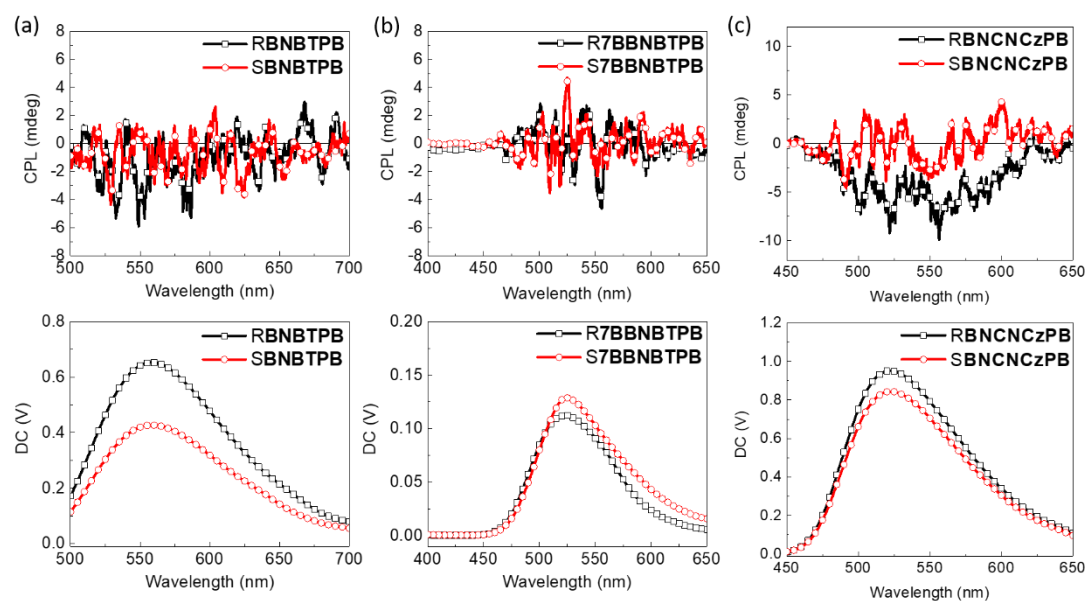 (a)
CPL (mdeg)
8
6
4
2
0
-2
-4
-6
-8
RBNBTPB
SBNBTPB
500 550 600 650 700
Wavelength (nm)
(b)
CPL (mdeg)
8
6
4
2
0
-2
-4
-6
-8
R7BBNBTPB
S7BBNBTPB
400 450 500 550 600 650
Wavelength (nm)
(c)
CPL (mdeg)
10
5
0
-5
-10
RBNCNCzPB
SBNCNCzPB
450 500 550 600 650
Wavelength (nm)
DC (V)
0.8
0.6
0.4
0.2
0.0
RBNBTPB
SBNBTPB
500 550 600 650 700
Wavelength (nm)
DC (V)
0.20
0.15
0.10
0.05
0.00
R7BBNBTPB
S7BBNBTPB
400 450 500 550 600 650
Wavelength (nm)
DC (V)
1.2
1.0
0.8
0.6
0.4
0.2
0.0
RBNCNCzPB
SBNCNCzPB
450 500 550 600 650
Wavelength (nm)